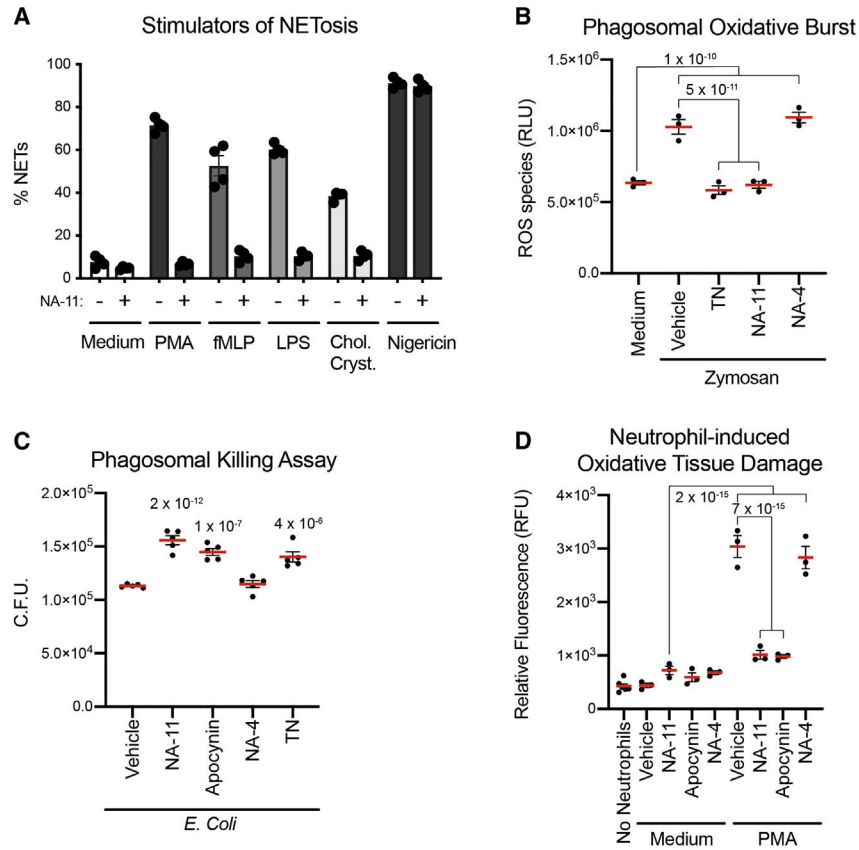 A
Stimulators of NETosis
% NETs
100
80
60
40
20
0
NA-11: - + - + - + - + - + - +
Medium PMA fMLP LPS Chol. Cryst. Nigericin
B
Phagosomal Oxidative Burst
ROS species (RLU)
1.5×10⁶
1.0×10⁶
5.0×10⁵
0.0
1 x 10⁻¹⁰
5 x 10⁻¹¹
Medium
Vehicle
TN
NA-11
NA-4
Zymosan
C
Phagosomal Killing Assay
C.F.U.
2.0×10⁵
1.5×10⁵
1.0×10⁵
5.0×10⁴
0.0
2 x 10⁻¹²
1 x 10⁻⁷
4 x 10⁻⁶
Vehicle
NA-11
Apocynin
NA-4
TN
E. Coli
D
Neutrophil-induced
Oxidative Tissue Damage
Relative Fluorescence (RFU)
4×10³
3×10³
2×10³
1×10³
0
2 x 10⁻¹⁵
7 x 10⁻¹⁵
No Neutrophils
Vehicle
NA-11
Apocynin
NA-4
Vehicle
NA-11
Apocynin
NA-4
Medium PMA